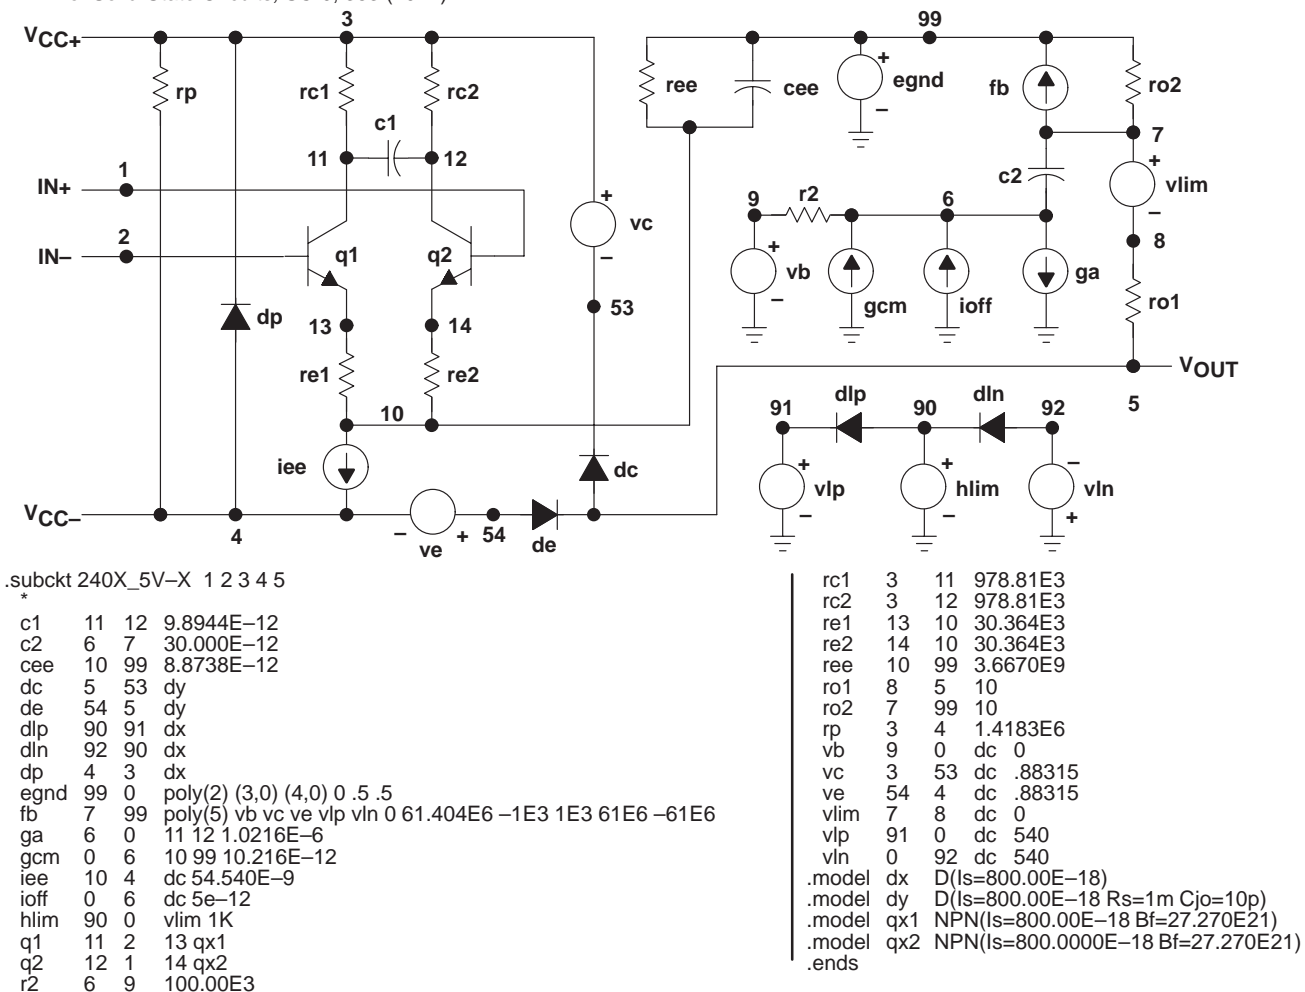 3
99
VCC+
rp
rc1
rc2
ree
cee
egnd
+
–
fb
ro2
c1
7
11
12
1
IN+
2
IN–
q1
q2
+
vc
–
c2
+
vlim
–
9
r2
6
8
+
vb
–
gcm
ioff
ga
ro1
dp
13
14
53
re1
re2
10
VOUT
5
iee
dc
91
dlp
90
dln
92
+
vlp
–
+
hlim
–
–
vln
+
VCC–
4
–
ve
+
54
de
.subckt 240X_5V–X 1 2 3 4 5
*
c1 11 12 9.8944E–12
c2 6 7 30.000E–12
cee 10 99 8.8738E–12
dc 5 53 dy
de 54 5 dy
dlp 90 91 dx
dln 92 90 dx
dp 4 3 dx
egnd 99 0 poly(2) (3,0) (4,0) 0 .5 .5
fb 7 99 poly(5) vb vc ve vlp vln 0 61.404E6 –1E3 1E3 61E6 –61E6
ga 6 0 11 12 1.0216E–6
gcm 0 6 10 99 10.216E–12
iee 10 4 dc 54.540E–9
ioff 0 6 dc 5e–12
hlim 90 0 vlim 1K
q1 11 2 13 qx1
q2 12 1 14 qx2
r2 6 9 100.00E3
rc1 3 11 978.81E3
rc2 3 12 978.81E3
re1 13 10 30.364E3
re2 14 10 30.364E3
ree 10 99 3.6670E9
ro1 8 5 10
ro2 7 99 10
rp 3 4 1.4183E6
vb 9 0 dc 0
vc 3 53 dc .88315
ve 54 4 dc .88315
vlim 7 8 dc 0
vlp 91 0 dc 540
vln 0 92 dc 540
.model dx D(Is=800.00E–18)
.model dy D(Is=800.00E–18 Rs=1m Cjo=10p)
.model qx1 NPN(Is=800.00E–18 Bf=27.270E21)
.model qx2 NPN(Is=800.0000E–18 Bf=27.270E21)
.ends